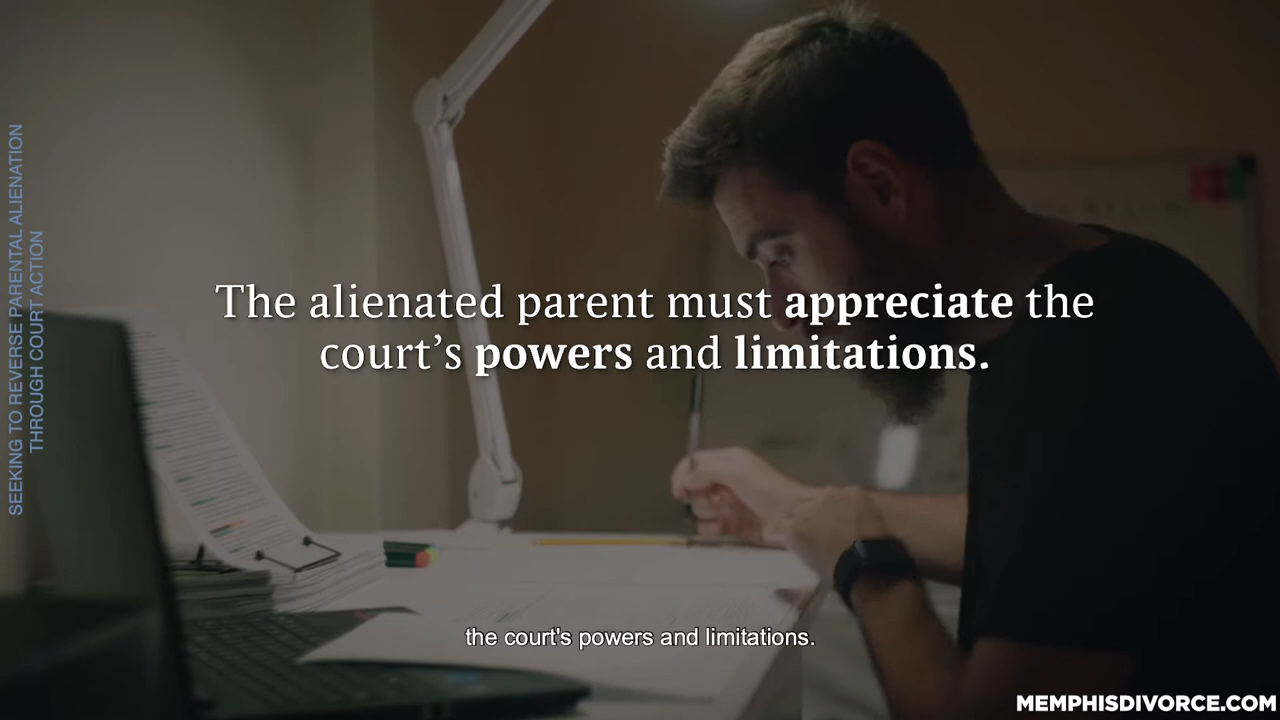 SEEKING TO REVERSE PARENTAL ALIENATION
THROUGH COURT ACTION
The alienated parent must appreciate the
court’s powers and limitations.
the court's powers and limitations.
MEMPHISDIVORCE.COM